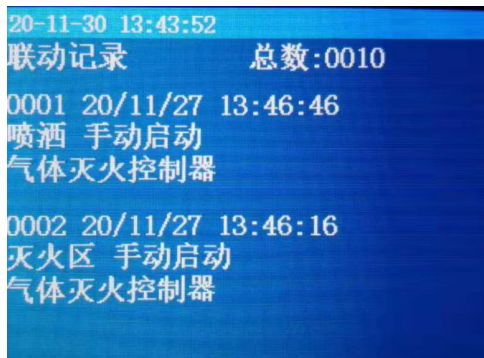 20-11-30 13:43:52
联动记录 总数:0010
0001 20/11/27 13:46:46
喷洒 手动启动
气体灭火控制器
0002 20/11/27 13:46:16
灭火区 手动启动
气体灭火控制器